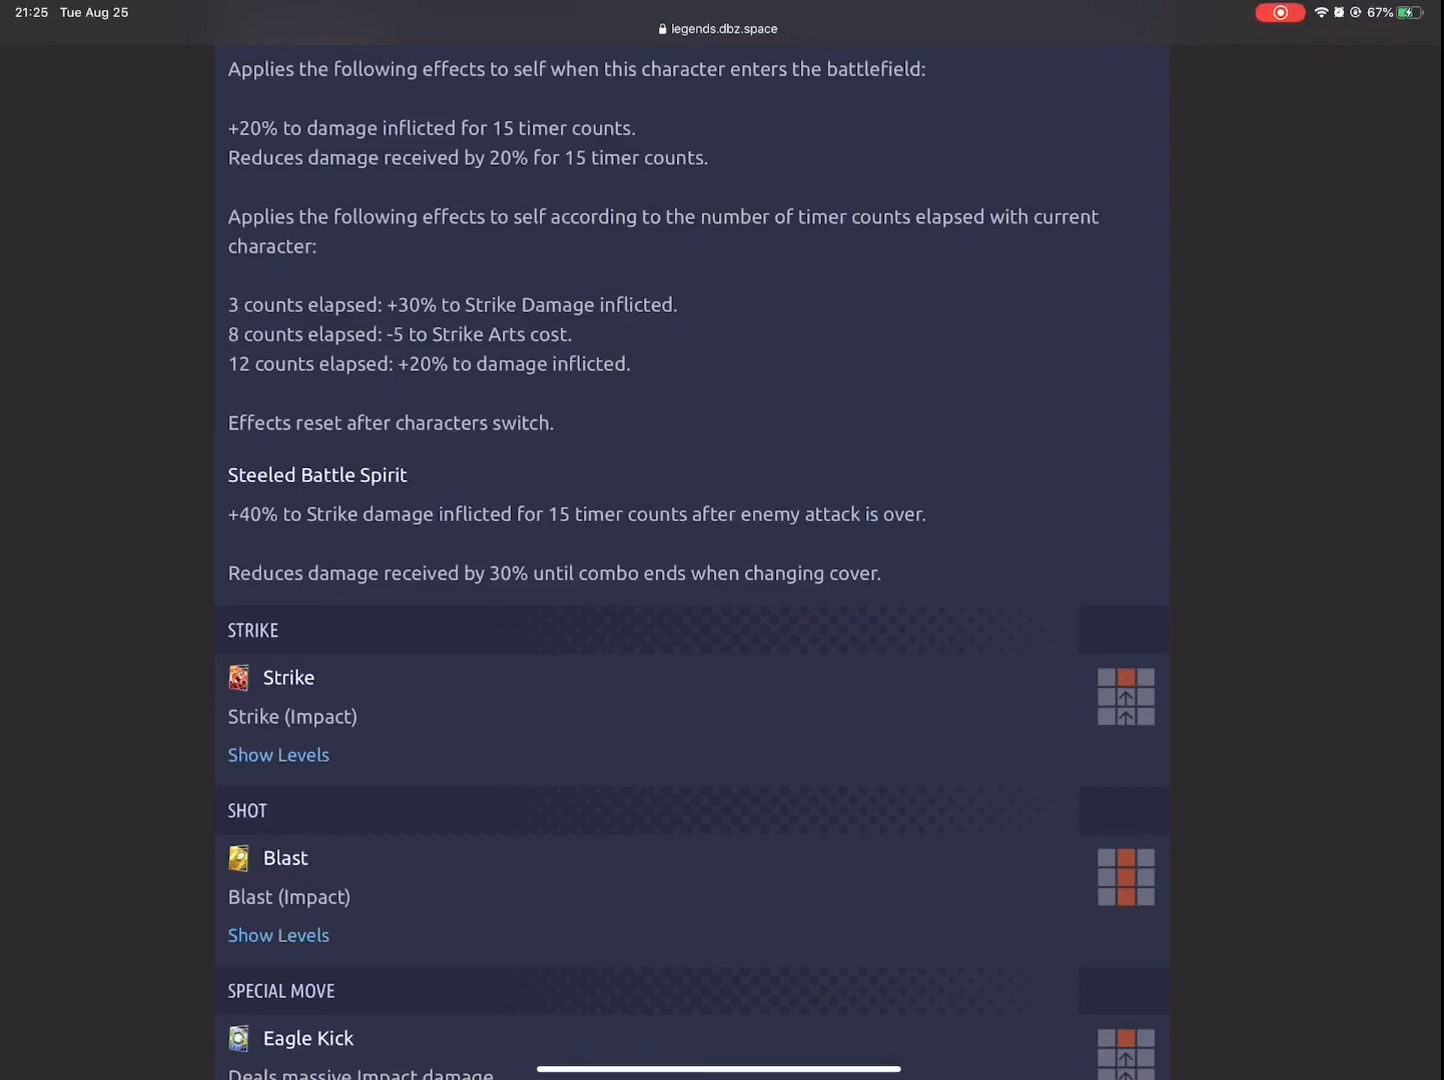 21:25 Tue Aug 25
67%
legends.dbz.space
Applies the following effects to self when this character enters the battlefield:
+20% to damage inflicted for 15 timer counts.
Reduces damage received by 20% for 15 timer counts.
Applies the following effects to self according to the number of timer counts elapsed with current
character:
3 counts elapsed: +30% to Strike Damage inflicted.
8 counts elapsed: -5 to Strike Arts cost.
12 counts elapsed: +20% to damage inflicted.
Effects reset after characters switch.
Steeled Battle Spirit
+40% to Strike damage inflicted for 15 timer counts after enemy attack is over.
Reduces damage received by 30% until combo ends when changing cover.
STRIKE
Strike
Strike (Impact)
Show Levels
SHOT
Blast
Blast (Impact)
Show Levels
SPECIAL MOVE
Eagle Kick
Deals massive Impact damage